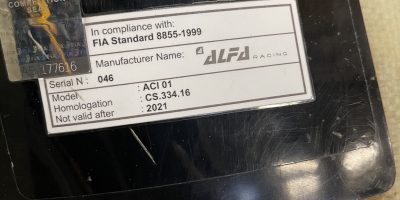 In compliance with:
FIA Standard 8855-1999
Manufacturer Name: ALFA RACING
Serial N : 046
Model : ACI 01
Homologation : CS.334.16
Not valid after : 2021
177616